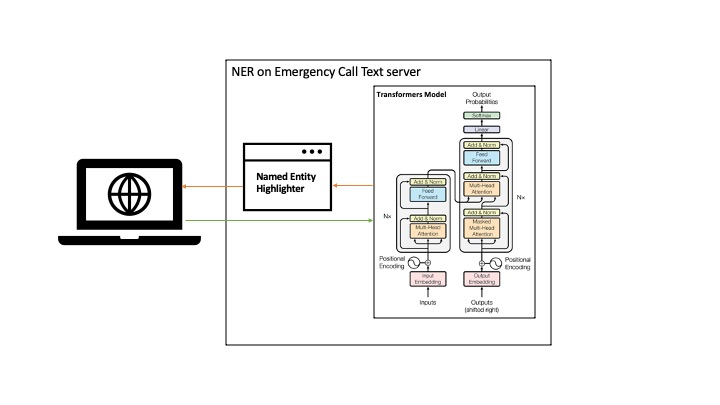 NER on Emergency Call Text server
Transformers Model
Output
Probabilities
Softmax
Linear
Add & Norm
Feed
Forward
Add & Norm
Multi-Head
Attention
Add & Norm
Masked
Multi-Head
Attention
Nx
Positional
Encoding
Output
Embedding
Outputs
(shifted right)
Add & Norm
Feed
Forward
Add & Norm
Multi-Head
Attention
Nx
Positional
Encoding
Input
Embedding
Inputs
Named Entity
Highlighter